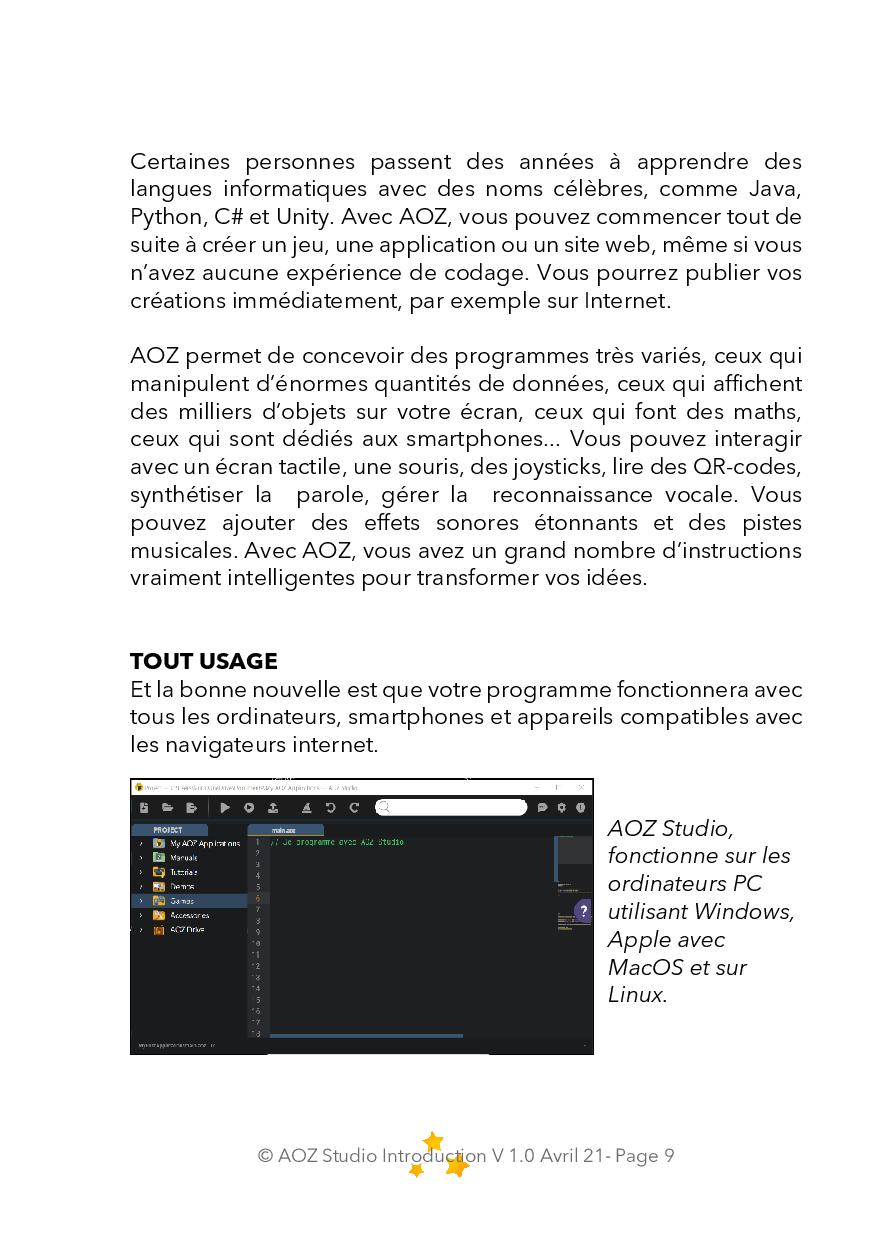 Certaines personnes passent des années à apprendre des
langues informatiques avec des noms célèbres, comme Java,
Python, C# et Unity. Avec AOZ, vous pouvez commencer tout de
suite à créer un jeu, une application ou un site web, même si vous
n’avez aucune expérience de codage. Vous pourrez publier vos
créations immédiatement, par exemple sur Internet.
AOZ permet de concevoir des programmes très variés, ceux qui
manipulent d’énormes quantités de données, ceux qui affichent
des milliers d’objets sur votre écran, ceux qui font des maths,
ceux qui sont dédiés aux smartphones... Vous pouvez interagir
avec un écran tactile, une souris, des joysticks, lire des QR-codes,
synthétiser la parole, gérer la reconnaissance vocale. Vous
pouvez ajouter des effets sonores étonnants et des pistes
musicales. Avec AOZ, vous avez un grand nombre d’instructions
vraiment intelligentes pour transformer vos idées.
TOUT USAGE
Et la bonne nouvelle est que votre programme fonctionnera avec
tous les ordinateurs, smartphones et appareils compatibles avec
les navigateurs internet.
PROJECT
My AOZ Applications
Manuals
Tutorials
Demos
Games
Accessories
AOZ Drive
main.aoz
1 // Je programme avec AOZ Studio
2
3
4
5
6
7
8
9
10
11
12
13
14
15
16
17
18
?
AOZ Studio,
fonctionne sur les
ordinateurs PC
utilisant Windows,
Apple avec
MacOS et sur
Linux.
© AOZ Studio Introduction V 1.0 Avril 21- Page 9